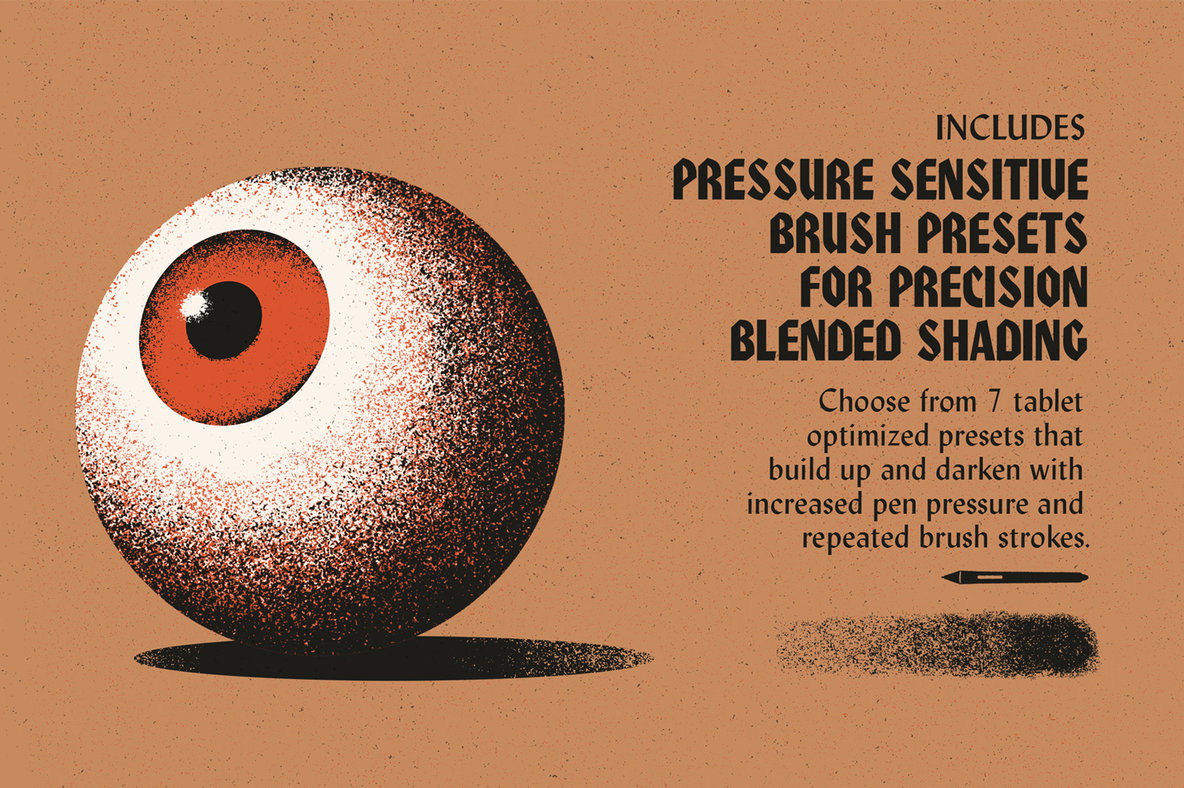 INCLUDES
PRESSURE SENSITIVE
BRUSH PRESETS
FOR PRECISION
BLENDED SHADING
Choose from 7 tablet
optimized presets that
build up and darken with
increased pen pressure and
repeated brush strokes.